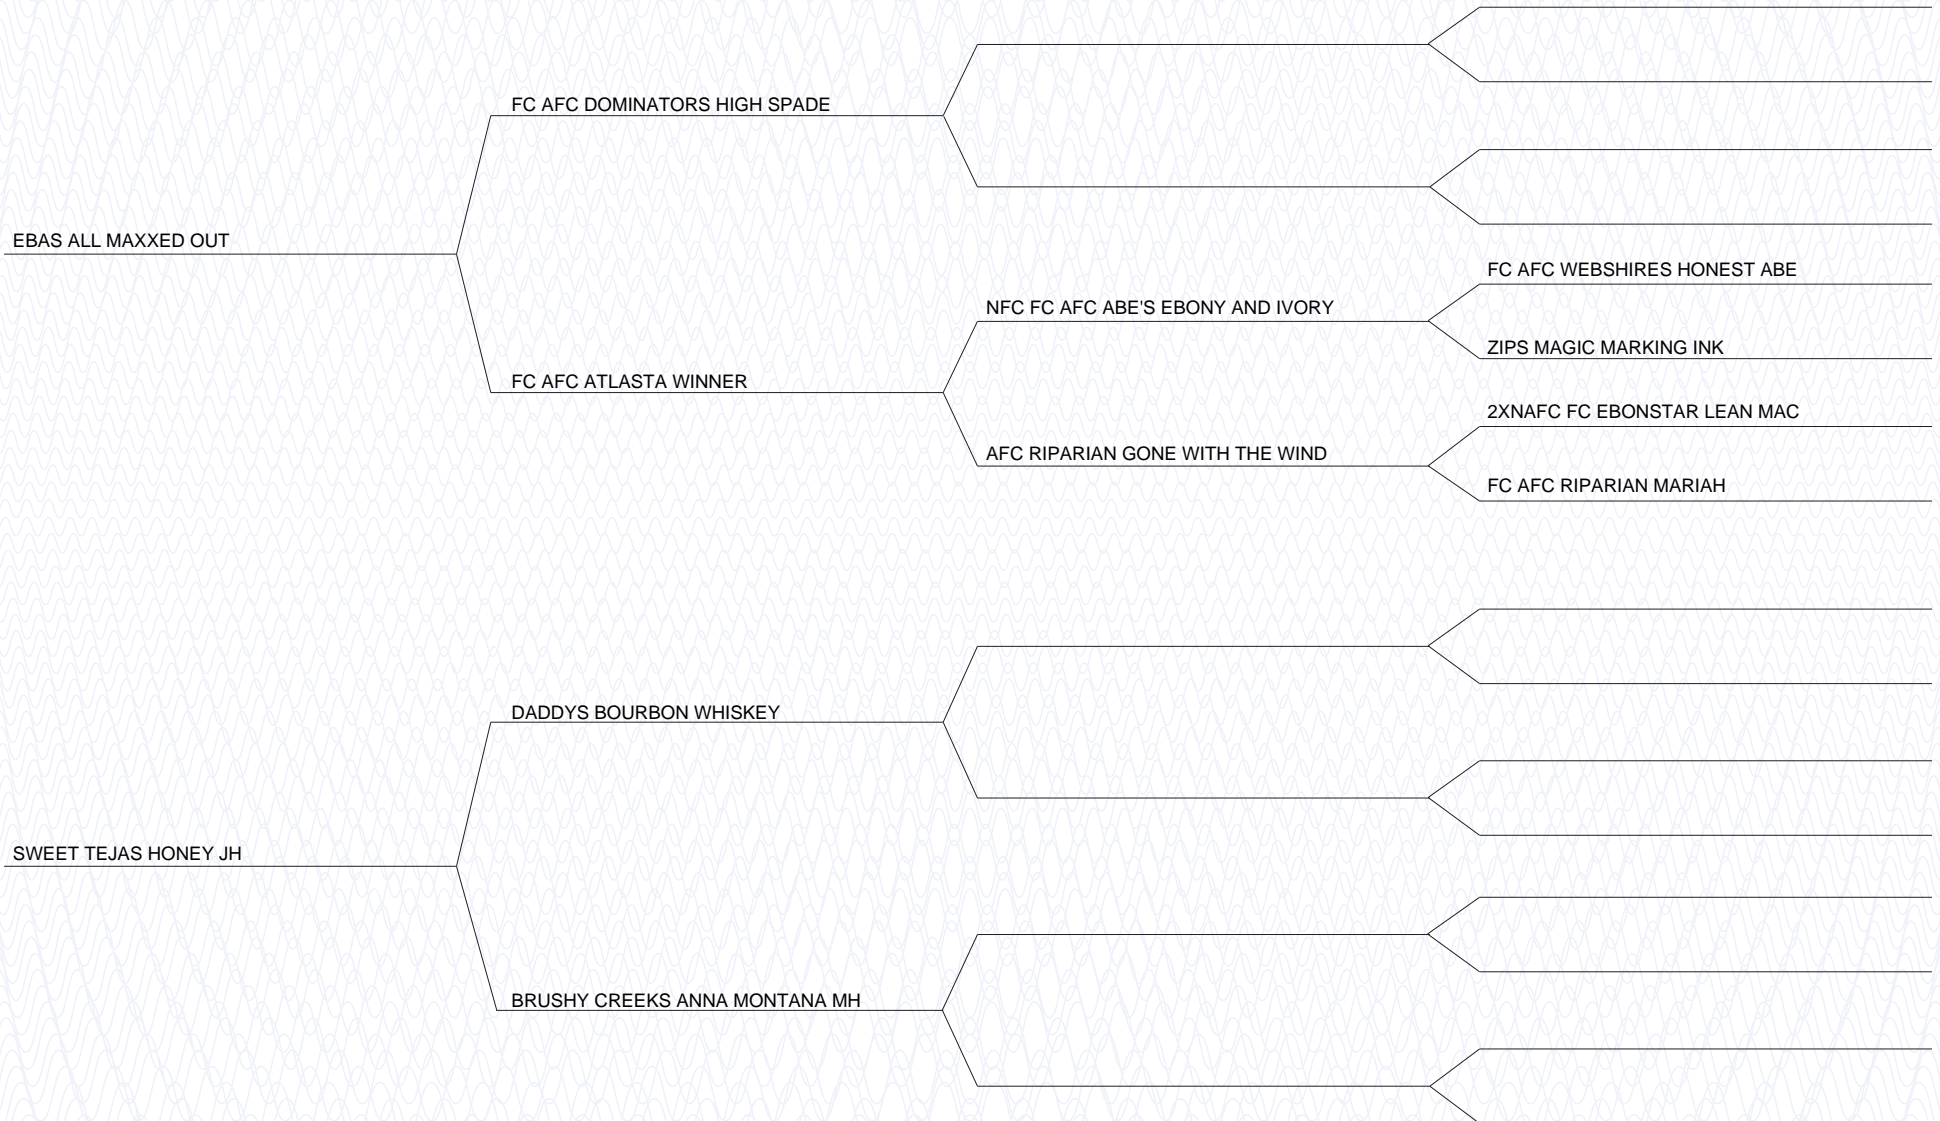 FC AFC DOMINATORS HIGH SPADE
EBAS ALL MAXXED OUT
FC AFC WEBSHIRES HONEST ABE
NFC FC AFC ABE'S EBONY AND IVORY
ZIPS MAGIC MARKING INK
FC AFC ATLASTA WINNER
2XNAFC FC EBONSTAR LEAN MAC
AFC RIPARIAN GONE WITH THE WIND
FC AFC RIPARIAN MARIAH
DADDYS BOURBON WHISKEY
SWEET TEJAS HONEY JH
BRUSHY CREEKS ANNA MONTANA MH